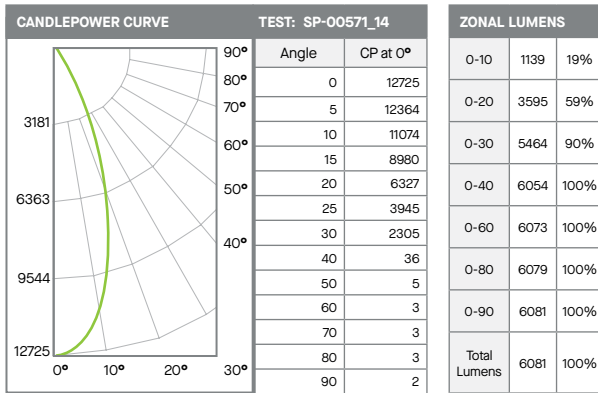 CANDLEPOWER CURVE
90°
80°
70°
60°
50°
40°
30°
3181
6363
9544
12725
0° 10° 20°
TEST: SP-00571_14
Angle CP at 0°
0 12725
5 12364
10 11074
15 8980
20 6327
25 3945
30 2305
40 36
50 5
60 3
70 3
80 3
90 2
ZONAL LUMENS
0-10 1139 19%
0-20 3595 59%
0-30 5464 90%
0-40 6054 100%
0-60 6073 100%
0-80 6079 100%
0-90 6081 100%
Total
Lumens 6081 100%